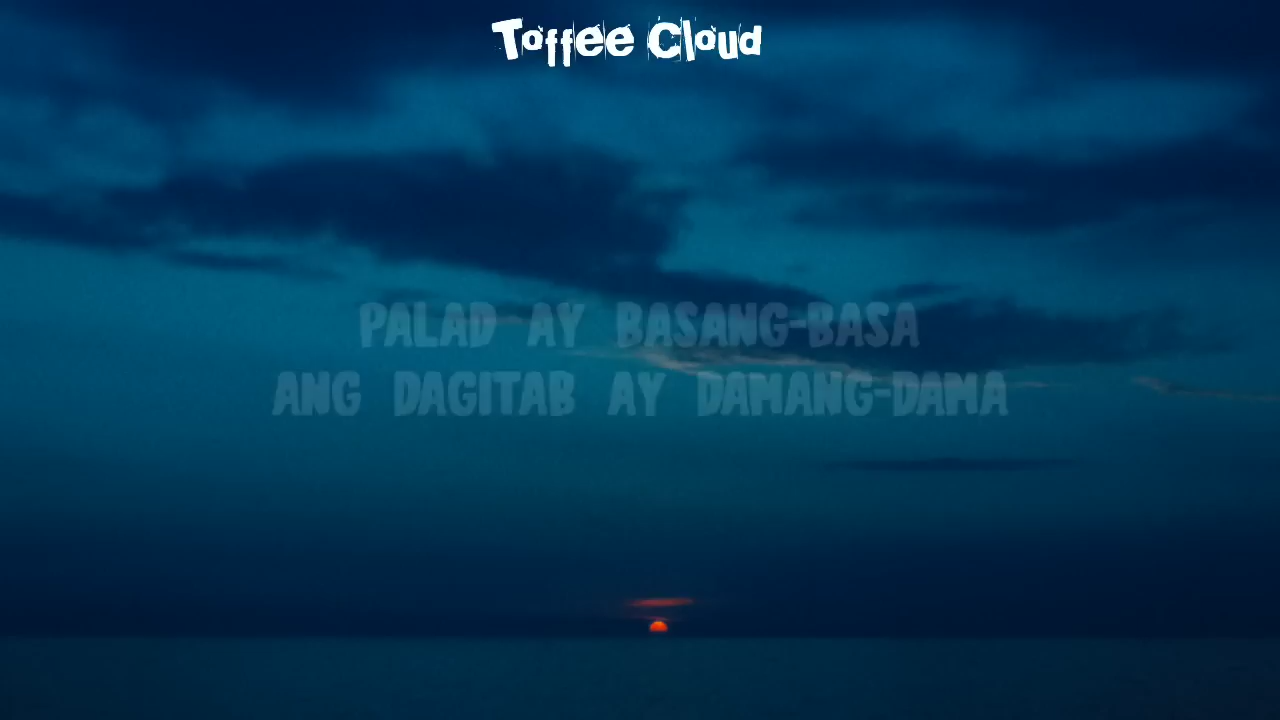 Toffee Cloud
PALAD AY BASANG-BASA
ANG DAGITAB AY DAMANG-DAMA